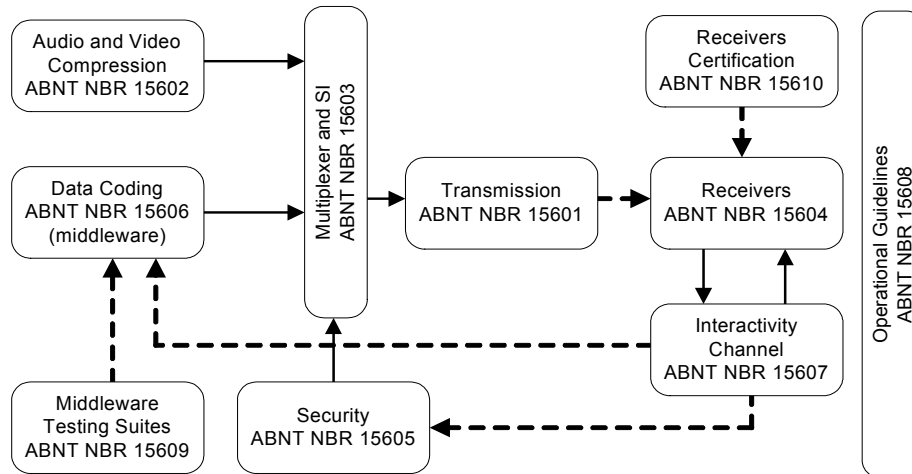 Audio and Video
Compression
ABNT NBR 15602
Multiplexer and SI
ABNT NBR 15603
Receivers
Certification
ABNT NBR 15610
Operational Guidelines
ABNT NBR 15608
Data Coding
ABNT NBR 15606
(middleware)
Transmission
ABNT NBR 15601
Receivers
ABNT NBR 15604
Interactivity
Channel
ABNT NBR 15607
Middleware
Testing Suites
ABNT NBR 15609
Security
ABNT NBR 15605